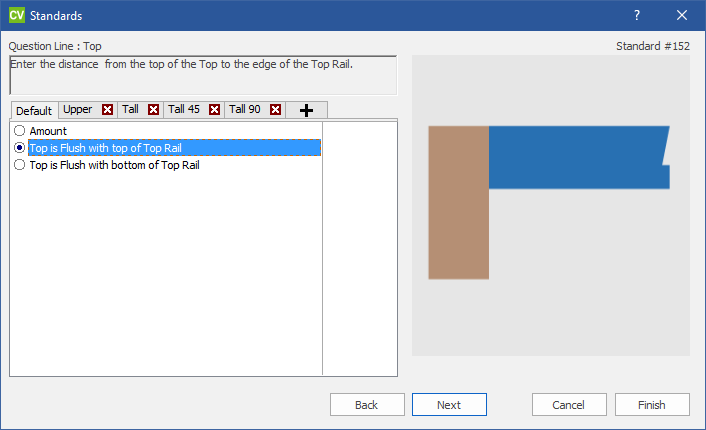 CV Standards ?
Question Line : Top Standard #152
Enter the distance  from the top of the Top to the edge of the Top Rail.
Default Upper Tall Tall 45 Tall 90
Amount
Top is Flush with top of Top Rail
Top is Flush with bottom of Top Rail
Back Next Cancel Finish